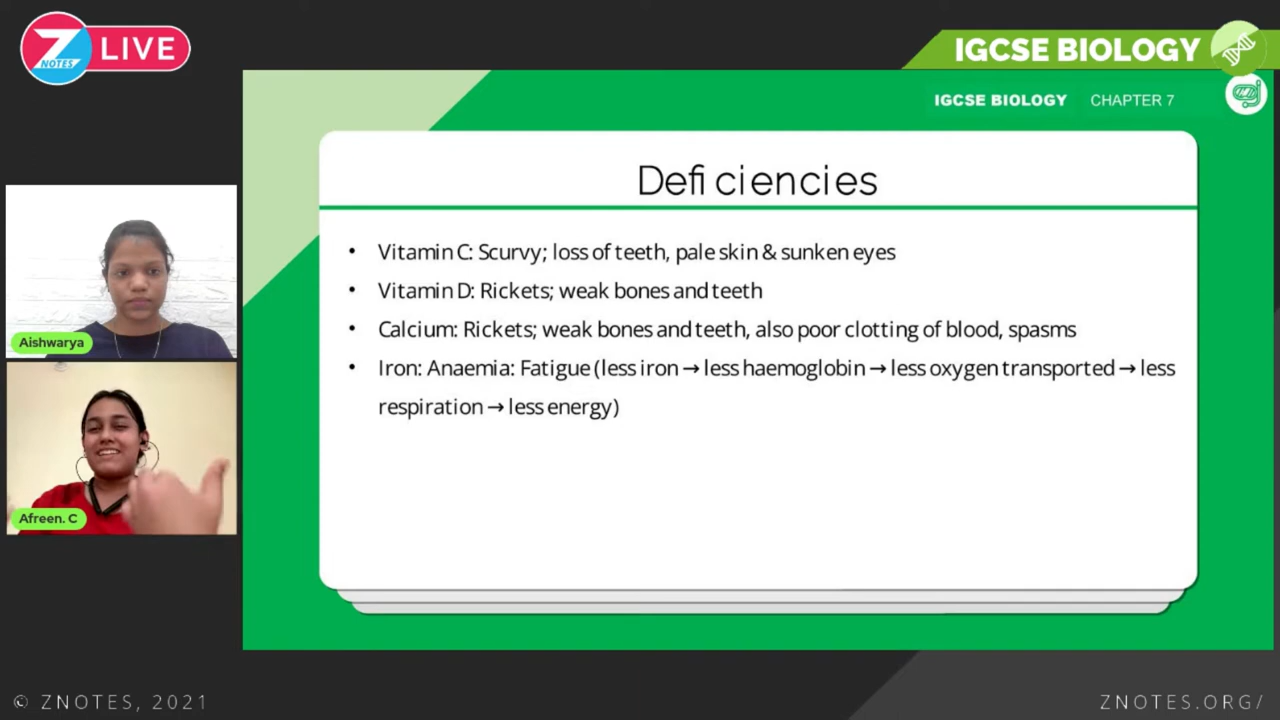 Z NOTES LIVE
IGCSE BIOLOGY
IGCSE BIOLOGY CHAPTER 7
Deficiencies
• Vitamin C: Scurvy; loss of teeth, pale skin & sunken eyes
• Vitamin D: Rickets; weak bones and teeth
• Calcium: Rickets; weak bones and teeth, also poor clotting of blood, spasms
• Iron: Anaemia: Fatigue (less iron → less haemoglobin → less oxygen transported → less
respiration → less energy)
Aishwarya
Afreen. C
© ZNOTES, 2021
ZNOTES.ORG/